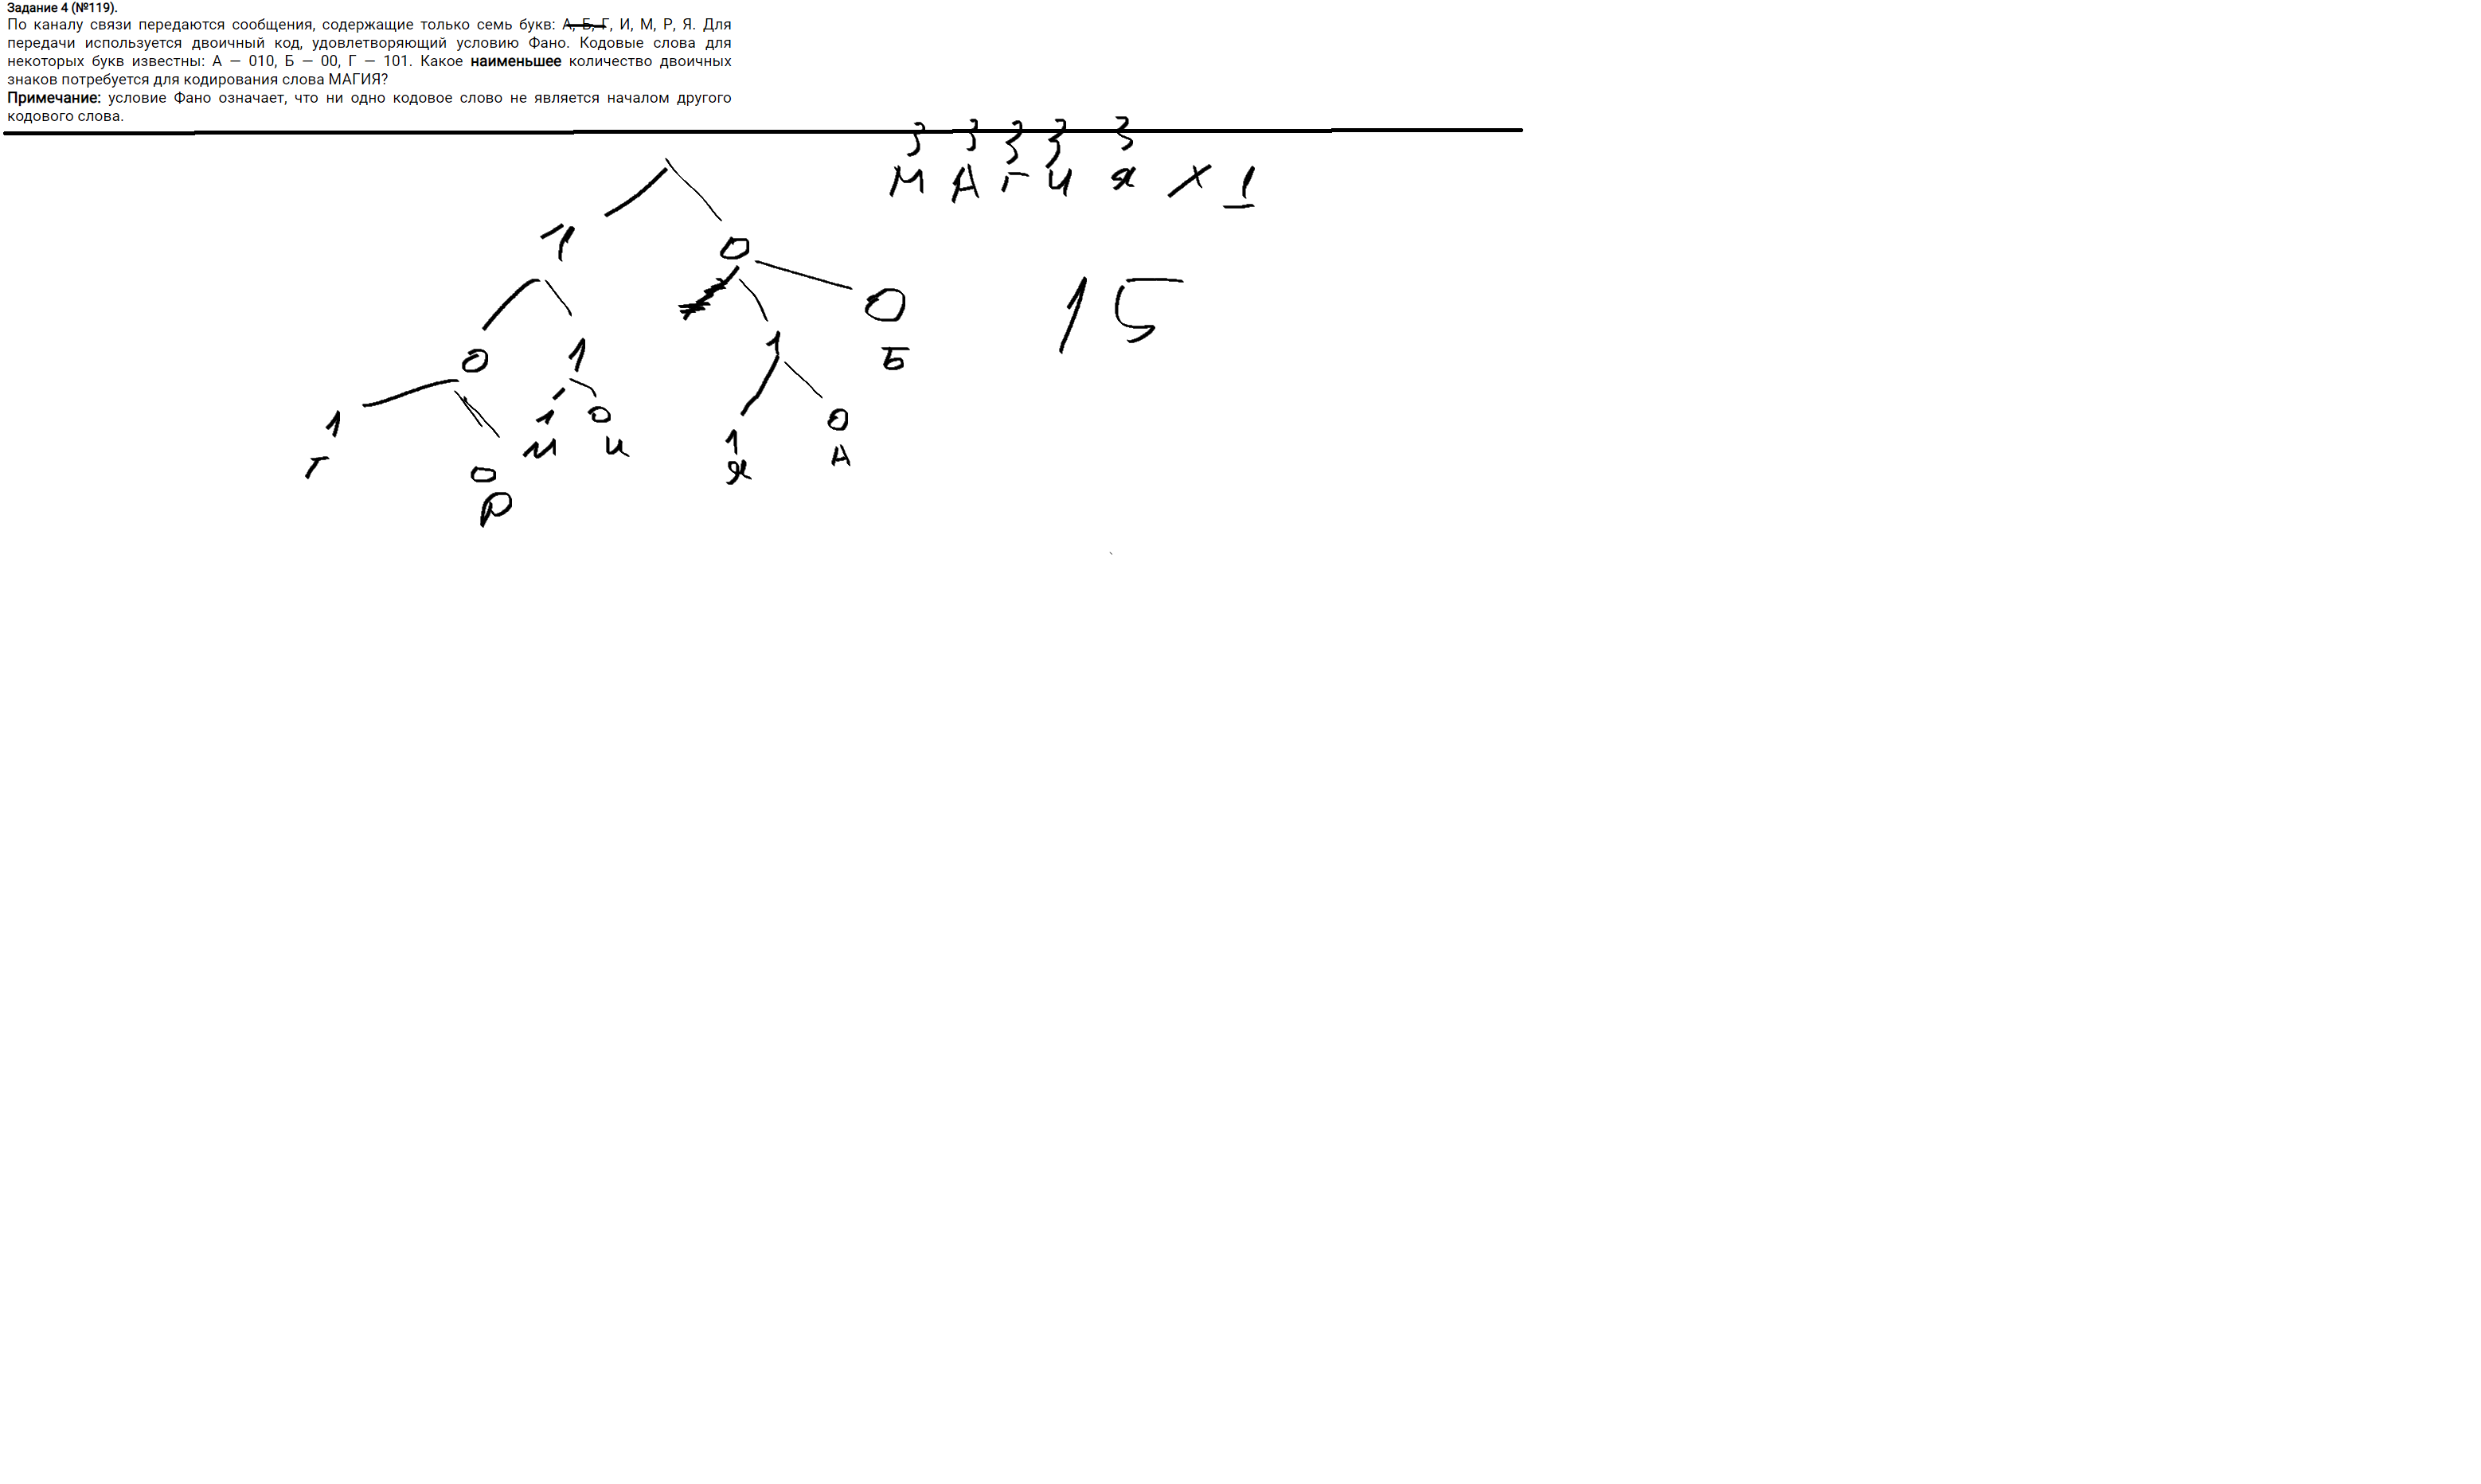 Задание 4 (№119).
По каналу связи передаются сообщения, содержащие только семь букв: А, Б, Г, И, М, Р, Я. Для
передачи используется двоичный код, удовлетворяющий условию Фано. Кодовые слова для
некоторых букв известны: А — 010, Б — 00, Г — 101. Какое наименьшее количество двоичных
знаков потребуется для кодирования слова МАГИЯ?
Примечание: условие Фано означает, что ни одно кодовое слово не является началом другого
кодового слова.
3 3 3 3 3
М А Г И Я X 1
1 0
0 1 1 0
15
Б
1 0 1 0 1 0
Г Р М И Я А